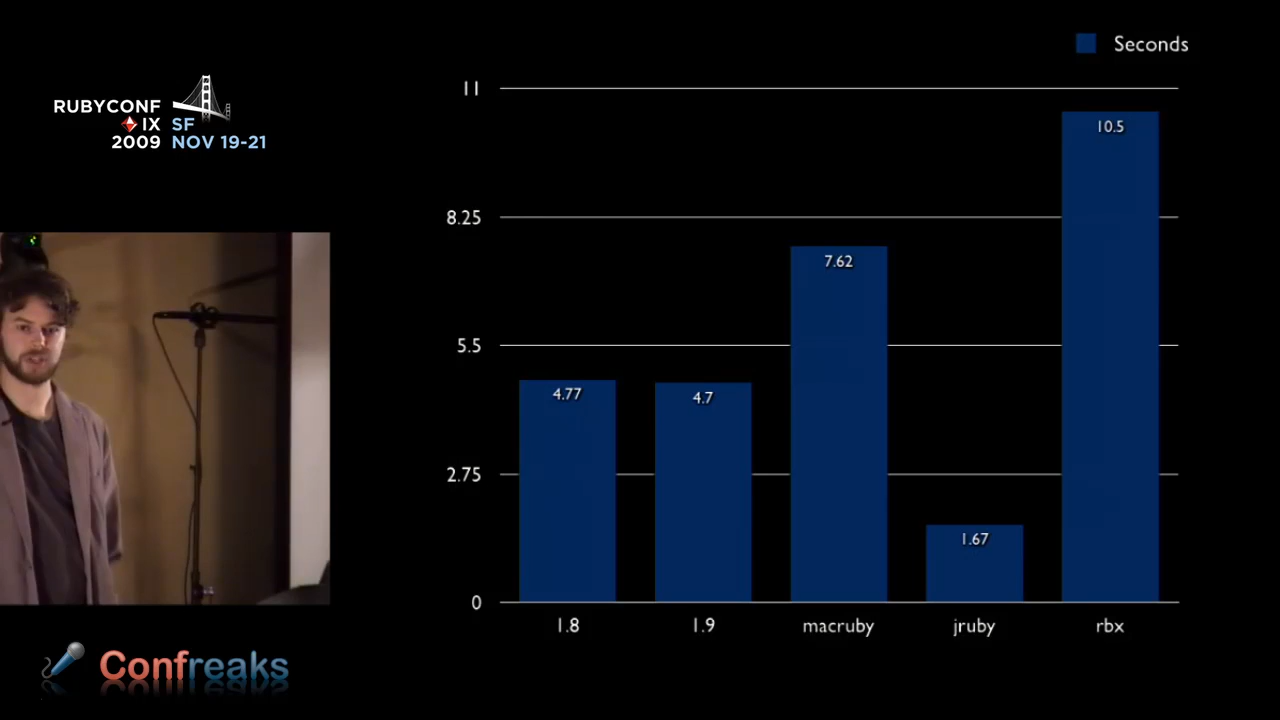 RUBYCONF
IX SF
2009 NOV 19-21
Seconds
11
8.25
5.5
2.75
0
4.77
4.7
7.62
1.67
10.5
1.8
1.9
macruby
jruby
rbx
Confreaks